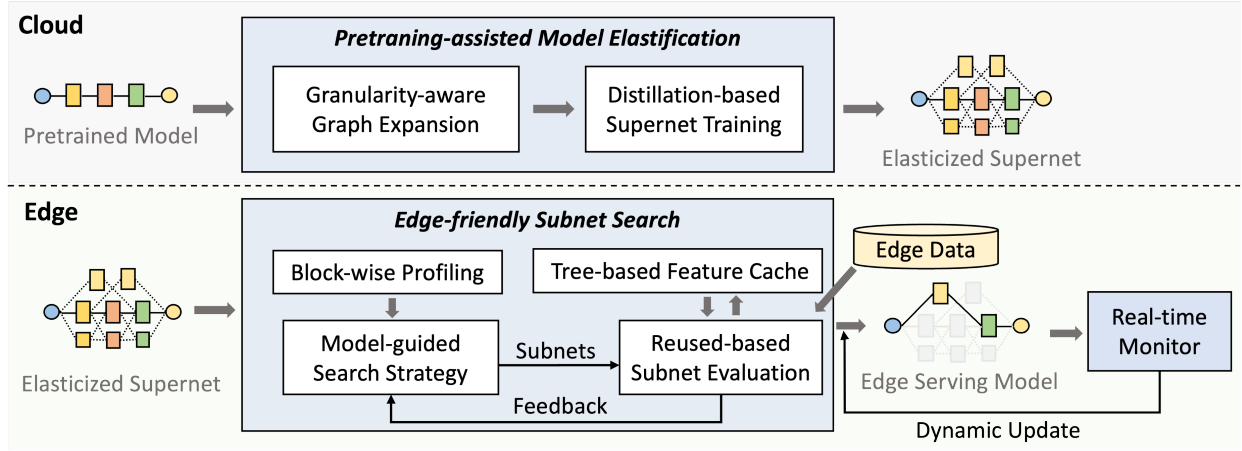 Cloud
Pretraning-assisted Model Elastification
Granularity-aware
Graph Expansion
Distillation-based
Supernet Training
Pretrained Model
Elasticized Supernet
Edge
Edge-friendly Subnet Search
Block-wise Profiling
Tree-based Feature Cache
Edge Data
Model-guided
Search Strategy
Subnets
Reused-based
Subnet Evaluation
Feedback
Elasticized Supernet
Edge Serving Model
Real-time
Monitor
Dynamic Update